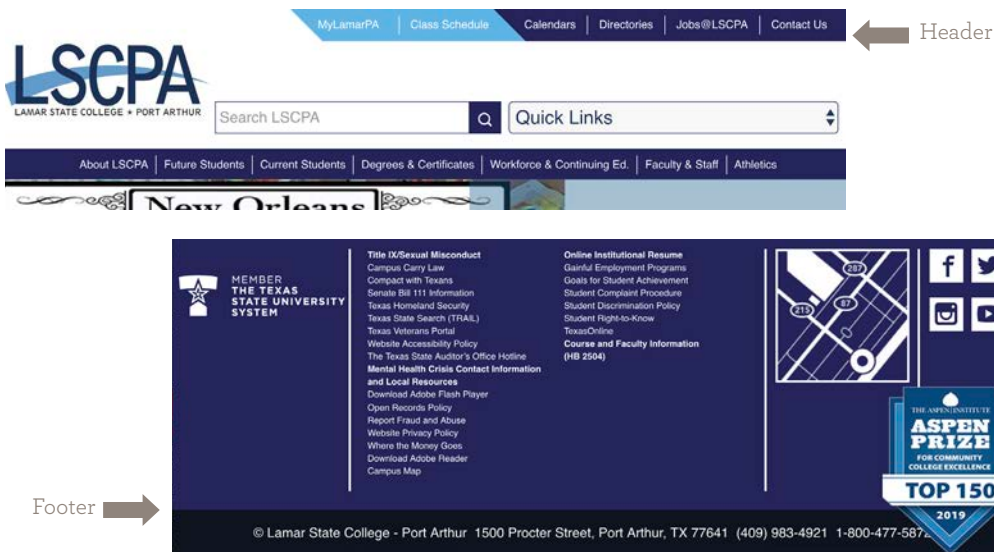 MyLamarPA Class Schedule Calendars Directories Jobs@LSCPA Contact Us
Header
LSCPA
LAMAR STATE COLLEGE ★ PORT ARTHUR
Search LSCPA
Quick Links
About LSCPA Future Students Current Students Degrees & Certificates Workforce & Continuing Ed. Faculty & Staff Athletics
New Orleans
MEMBER
THE TEXAS
STATE UNIVERSITY
SYSTEM
Title IX/Sexual Misconduct
Campus Carry Law
Compact with Texans
Senate Bill 111 Information
Texas Homeland Security
Texas State Search (TRAIL)
Texas Veterans Portal
Website Accessibility Policy
The Texas State Auditor's Office Hotline
Mental Health Crisis Contact Information
and Local Resources
Download Adobe Flash Player
Open Records Policy
Report Fraud and Abuse
Website Privacy Policy
Where the Money Goes
Download Adobe Reader
Campus Map
Online Institutional Resume
Gainful Employment Programs
Goals for Student Achievement
Student Complaint Procedure
Student Discrimination Policy
Student Right-to-Know
TexasOnline
Course and Faculty Information
(HB 2504)
287
87
215
THE ASPEN INSTITUTE
ASPEN
PRIZE
FOR COMMUNITY
COLLEGE EXCELLENCE
TOP 150
2019
Footer
© Lamar State College - Port Arthur 1500 Procter Street, Port Arthur, TX 77641 (409) 983-4921 1-800-477-587